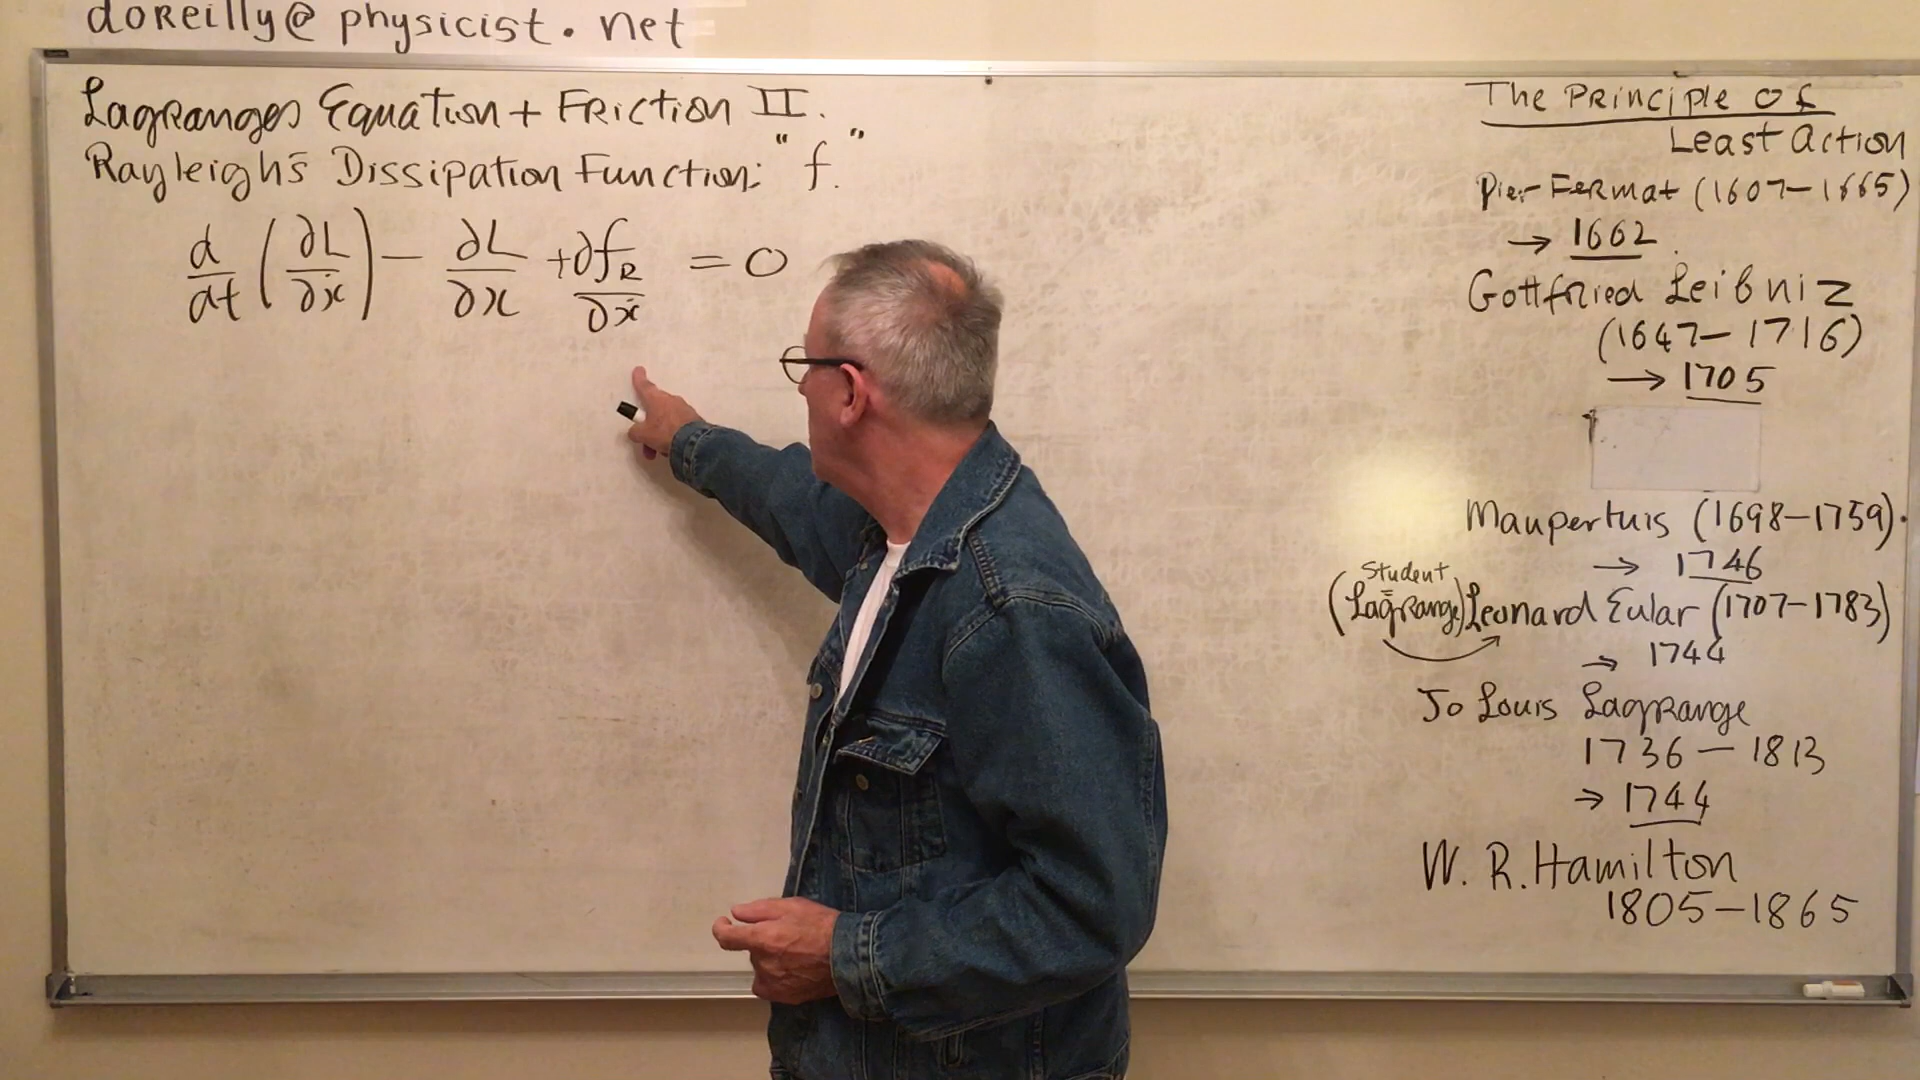 doreilly@physicist.net
Lagranges Equation + Friction II.
Rayleigh's Dissipation Function: "f."
d/dt (∂L/∂ẋ) − ∂L/∂x + ∂f_R/∂ẋ = 0
The Principle of
Least Action
Pier Fermat (1607–1665)
→ 1662.
Gottfried Leibniz
(1647–1716)
→ 1705
Maupertuis (1698–1759).
→ 1746
Student
(Lagrange) Leonard Eular (1707–1783)
→ 1744
Jo Louis Lagrange
1736 – 1813
→ 1744
W. R. Hamilton
1805–1865